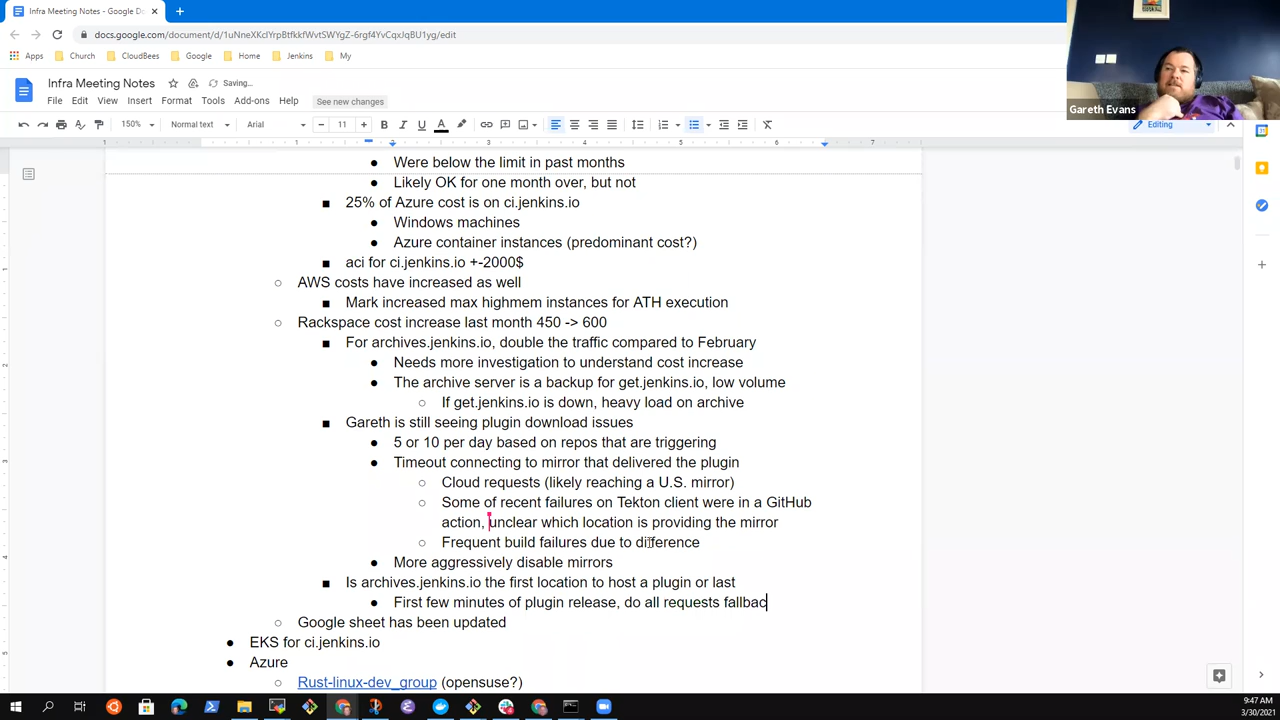 Infra Meeting Notes - Google Do
docs.google.com/document/d/1uNneXKclYrpBtfkkfWvtSWYgZ-6rgf4YvCqxJqBU1yg/edit
Apps Church CloudBees Google Home Jenkins My
Gareth Evans
Infra Meeting Notes Saving...
File Edit View Insert Format Tools Add-ons Help See new changes
150% Normal text Arial 11 Editing
3 4 5 6 7
Were below the limit in past months
Likely OK for one month over, but not
25% of Azure cost is on ci.jenkins.io
Windows machines
Azure container instances (predominant cost?)
aci for ci.jenkins.io +-2000$
AWS costs have increased as well
Mark increased max highmem instances for ATH execution
Rackspace cost increase last month 450 -> 600
For archives.jenkins.io, double the traffic compared to February
Needs more investigation to understand cost increase
The archive server is a backup for get.jenkins.io, low volume
If get.jenkins.io is down, heavy load on archive
Gareth is still seeing plugin download issues
5 or 10 per day based on repos that are triggering
Timeout connecting to mirror that delivered the plugin
Cloud requests (likely reaching a U.S. mirror)
Some of recent failures on Tekton client were in a GitHub
action, unclear which location is providing the mirror
Frequent build failures due to difference
More aggressively disable mirrors
Is archives.jenkins.io the first location to host a plugin or last
First few minutes of plugin release, do all requests fallbac
Google sheet has been updated
EKS for ci.jenkins.io
Azure
Rust-linux-dev_group (opensuse?)
9:47 AM
3/30/2021